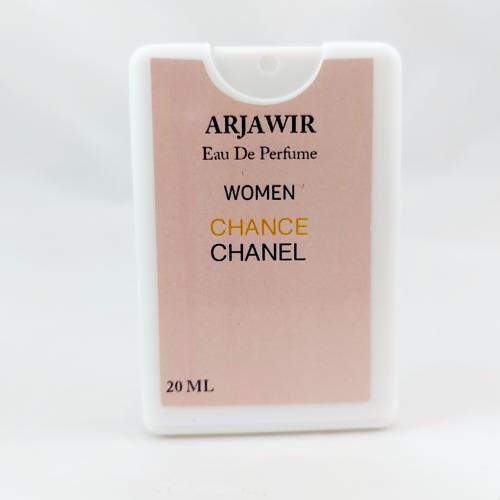 ARJAWIR
Eau De Perfume
WOMEN
CHANCE
CHANEL
20 ML